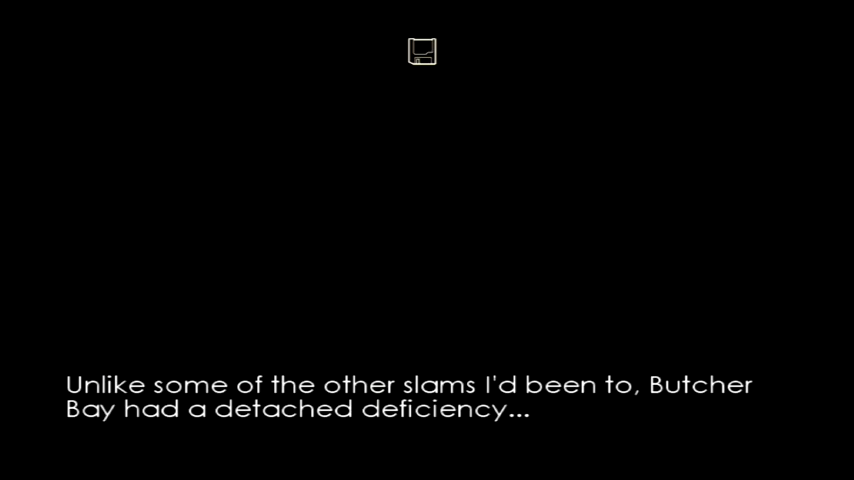 Unlike some of the other slams I'd been to, Butcher
Bay had a detached deficiency...